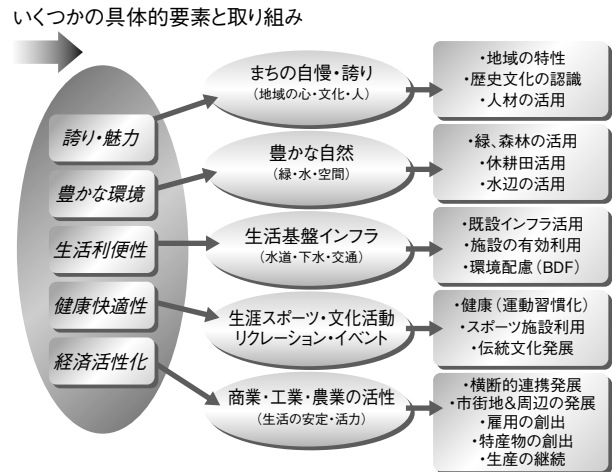 いくつかの具体的要素と取り組み
誇り・魅力
豊かな環境
生活利便性
健康快適性
経済活性化
まちの自慢・誇り
(地域の心・文化・人)
豊かな自然
(緑・水・空間)
生活基盤インフラ
(水道・下水・交通)
生涯スポーツ・文化活動
リクレーション・イベント
商業・工業・農業の活性
(生活の安定・活力)
・地域の特性
・歴史文化の認識
・人材の活用
・緑、森林の活用
・休耕田活用
・水辺の活用
・既設インフラ活用
・施設の有効利用
・環境配慮(BDF)
・健康(運動習慣化)
・スポーツ施設利用
・伝統文化発展
・横断的連携発展
・市街地&周辺の発展
・雇用の創出
・特産物の創出
・生産の継続